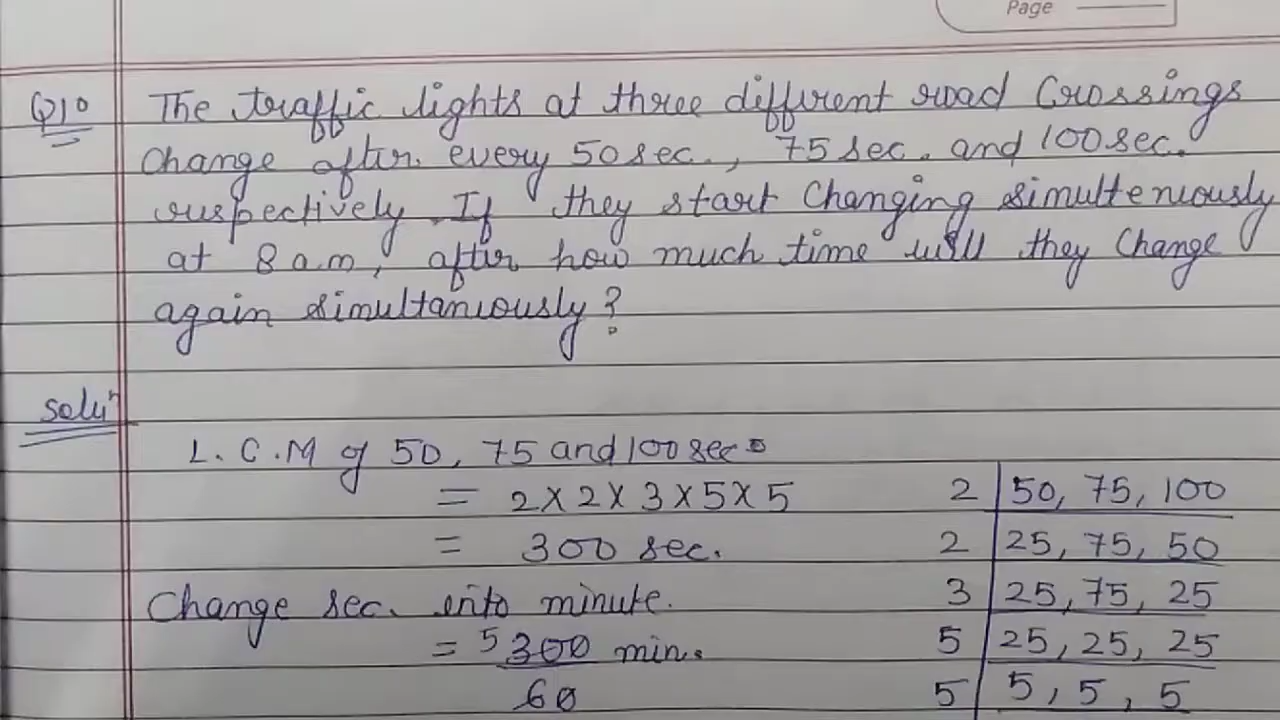 Page
Q1° The traffic lights at three different road Crossings
change after every 50 sec., 75 sec. and 100 sec.
respectively. If they start changing simulteniously
at 8 a.m, after how much time will they change
again simultaniously?
Solun
L.C.M of 50, 75 and 100 sec.
= 2×2×3×5×5
= 300 sec.
Change sec. into minute.
= 5 300 min.
60
2 50, 75, 100
2 25, 75, 50
3 25, 75, 25
5 25, 25, 25
5 5, 5, 5